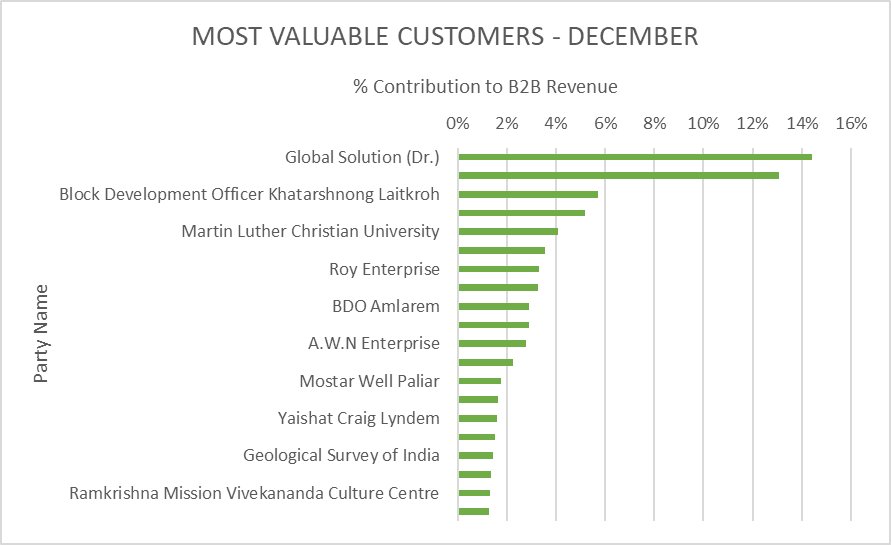 MOST VALUABLE CUSTOMERS - DECEMBER
% Contribution to B2B Revenue
0% 2% 4% 6% 8% 10% 12% 14% 16%
Global Solution (Dr.)
Block Development Officer Khatarshnong Laitkroh
Martin Luther Christian University
Roy Enterprise
BDO Amlarem
A.W.N Enterprise
Mostar Well Paliar
Yaishat Craig Lyndem
Geological Survey of India
Ramkrishna Mission Vivekananda Culture Centre
Party Name